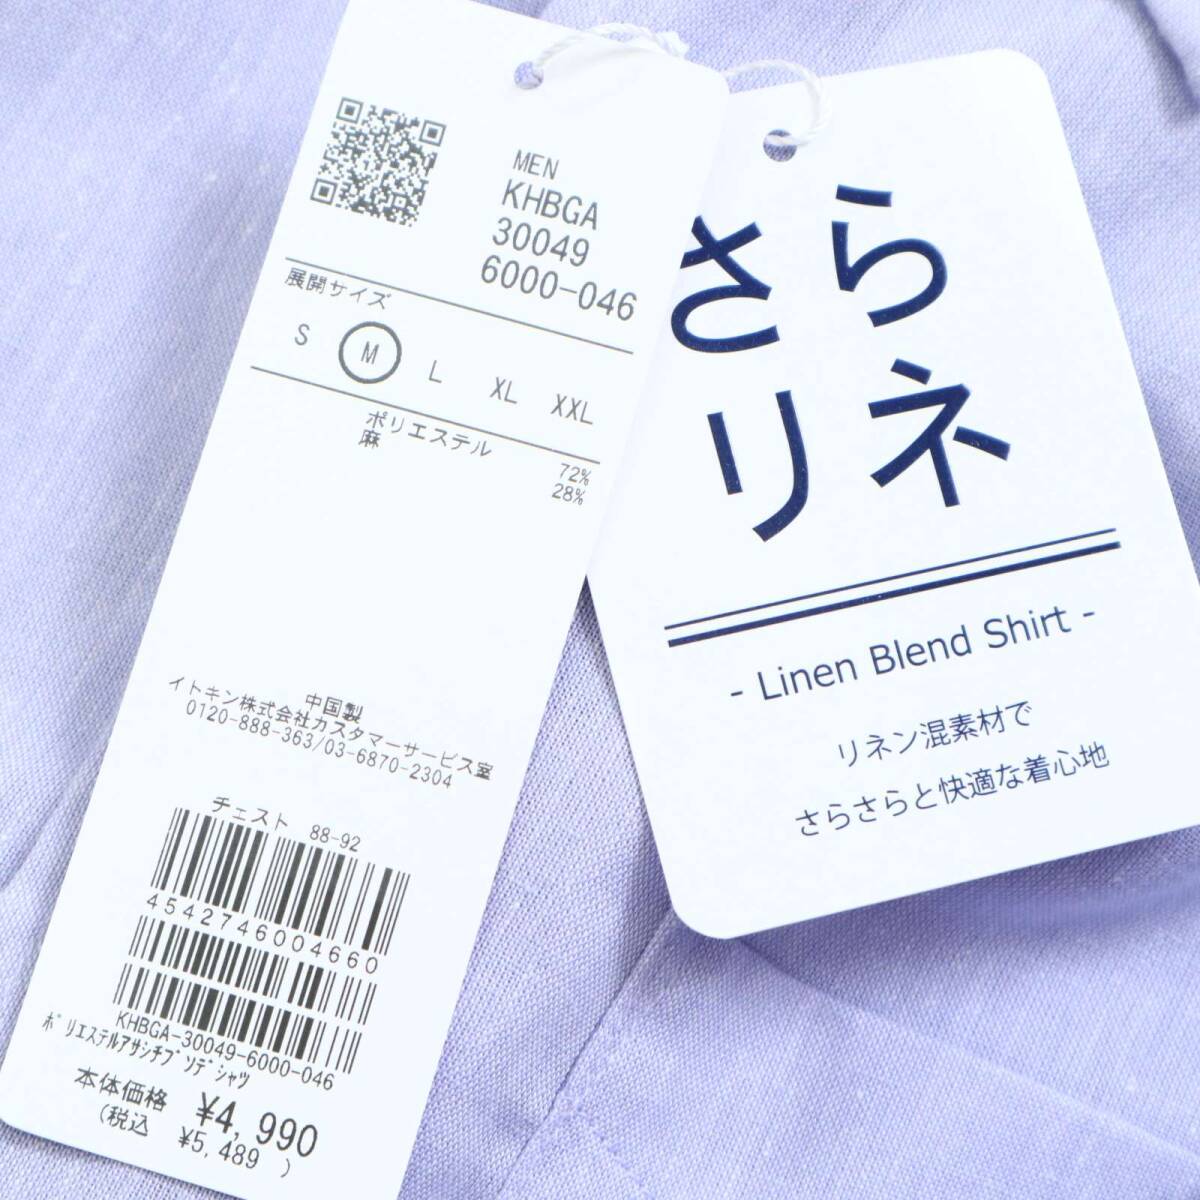 MEN
KHBGA
30049
6000-046
展開サイズ
S M L XL XXL
ポリエステル 72%
麻 28%
中国製
イトキン株式会社カスタマーサービス室
0120-888-363/03-6870-2304
チェスト 88-92
4542746004660
KHBGA-30049-6000-046
ﾎﾟﾘｴｽﾃﾙｱｻｼﾁﾌﾞｿﾃﾞｼｬﾂ
本体価格 ¥4,990
(税込 ¥5,489 )
さら
リネ
- Linen Blend Shirt -
リネン混素材で
さらさらと快適な着心地